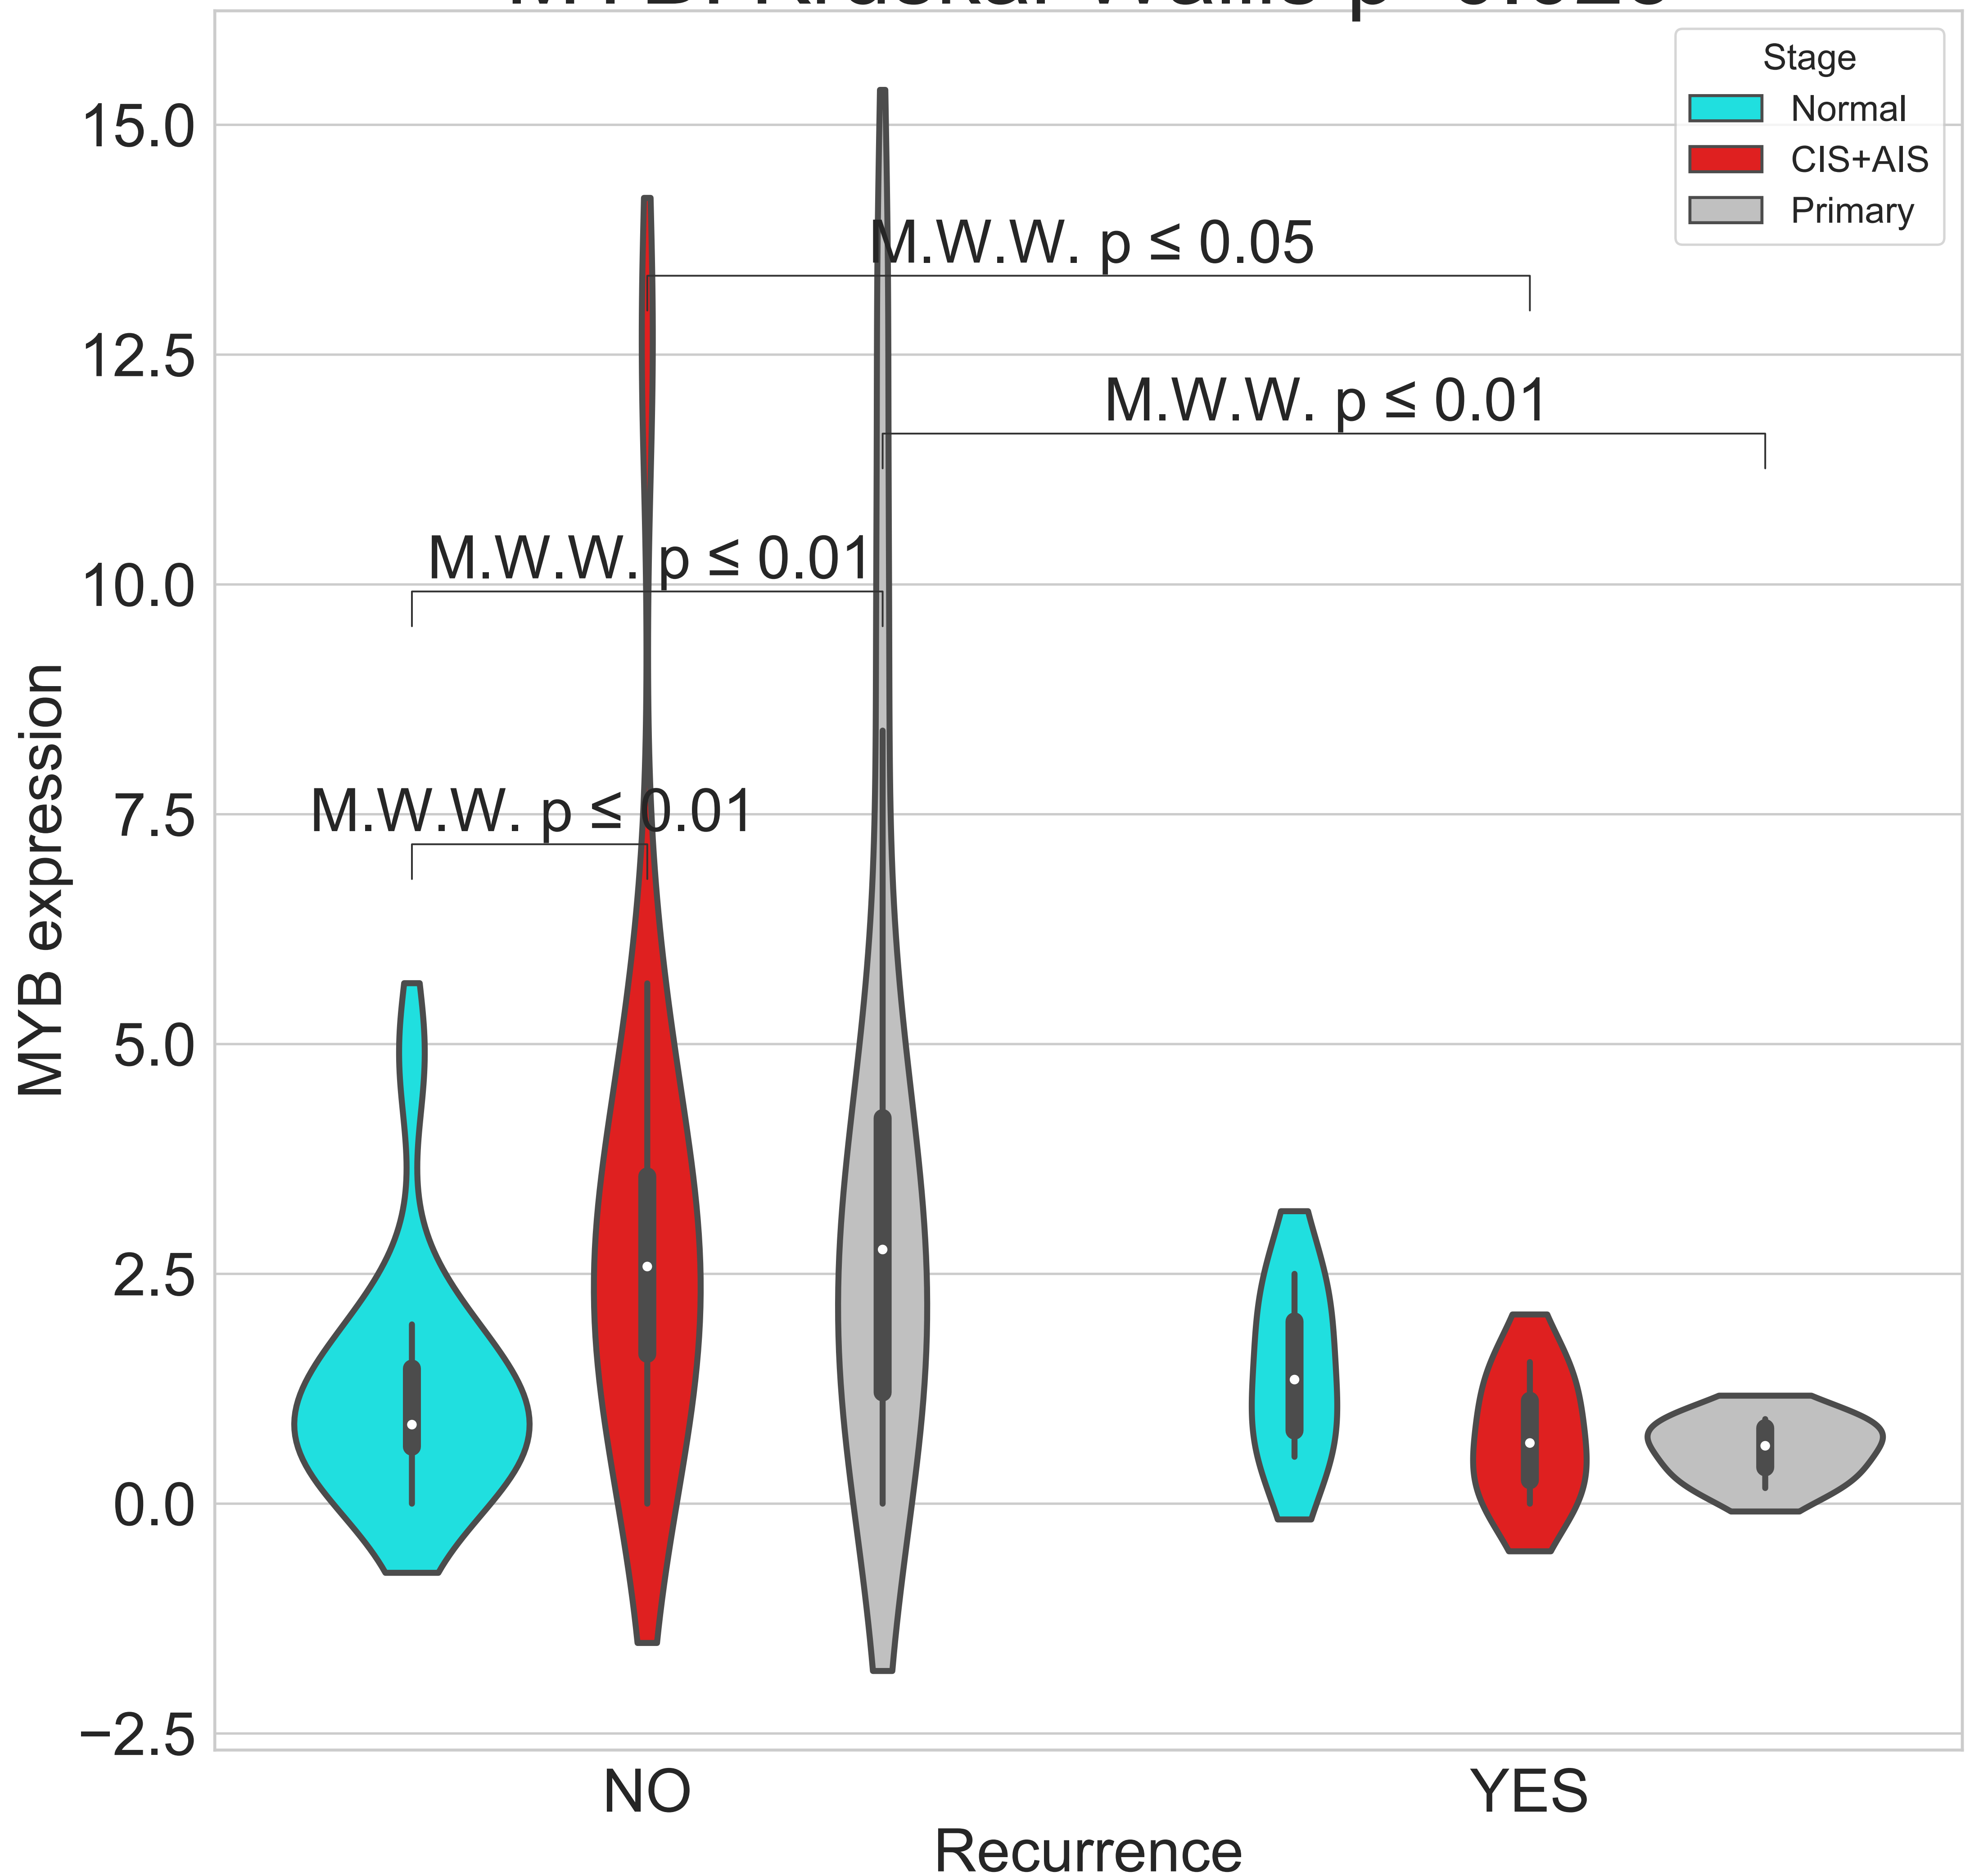 Stage
Normal
CIS+AIS
Primary
15.0
12.5
10.0
7.5
5.0
2.5
0.0
−2.5
M.W.W. p ≤ 0.05
M.W.W. p ≤ 0.01
M.W.W. p ≤ 0.01
M.W.W. p ≤ 0.01
MYB expression
NO
YES
Recurrence